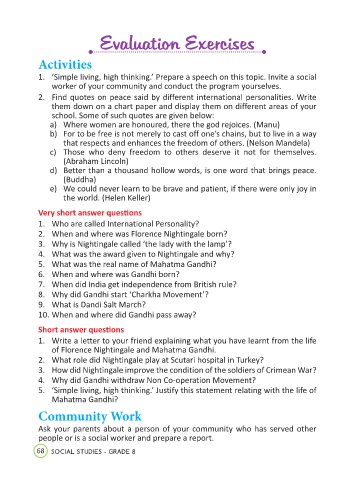 Evaluation Exercises
Activities
1. ‘Simple living, high thinking.’ Prepare a speech on this topic. Invite a social
worker of your community and conduct the program yourselves.
2. Find quotes on peace said by different international personalities. Write
them down on a chart paper and display them on different areas of your
school. Some of such quotes are given below:
a) Where women are honoured, there the god rejoices. (Manu)
b) For to be free is not merely to cast off one’s chains, but to live in a way
that respects and enhances the freedom of others. (Nelson Mandela)
c) Those who deny freedom to others deserve it not for themselves.
(Abraham Lincoln)
d) Better than a thousand hollow words, is one word that brings peace.
(Buddha)
e) We could never learn to be brave and patient, if there were only joy in
the world. (Helen Keller)
Very short answer questions
1. Who are called International Personality?
2. When and where was Florence Nightingale born?
3. Why is Nightingale called ‘the lady with the lamp’?
4. What was the award given to Nightingale and why?
5. What was the real name of Mahatma Gandhi?
6. When and where was Gandhi born?
7. When did India get independence from British rule?
8. Why did Gandhi start ‘Charkha Movement’?
9. What is Dandi Salt March?
10. When and where did Gandhi pass away?
Short answer questions
1. Write a letter to your friend explaining what you have learnt from the life
of Florence Nightingale and Mahatma Gandhi.
2. What role did Nightingale play at Scutari hospital in Turkey?
3. How did Nightingale improve the condition of the soldiers of Crimean War?
4. Why did Gandhi withdraw Non Co-operation Movement?
5. ‘Simple living, high thinking.’ Justify this statement relating with the life of
Mahatma Gandhi?
Community Work
Ask your parents about a person of your community who has served other
people or is a social worker and prepare a report.
68 SOCIAL STUDIES - GRADE 8